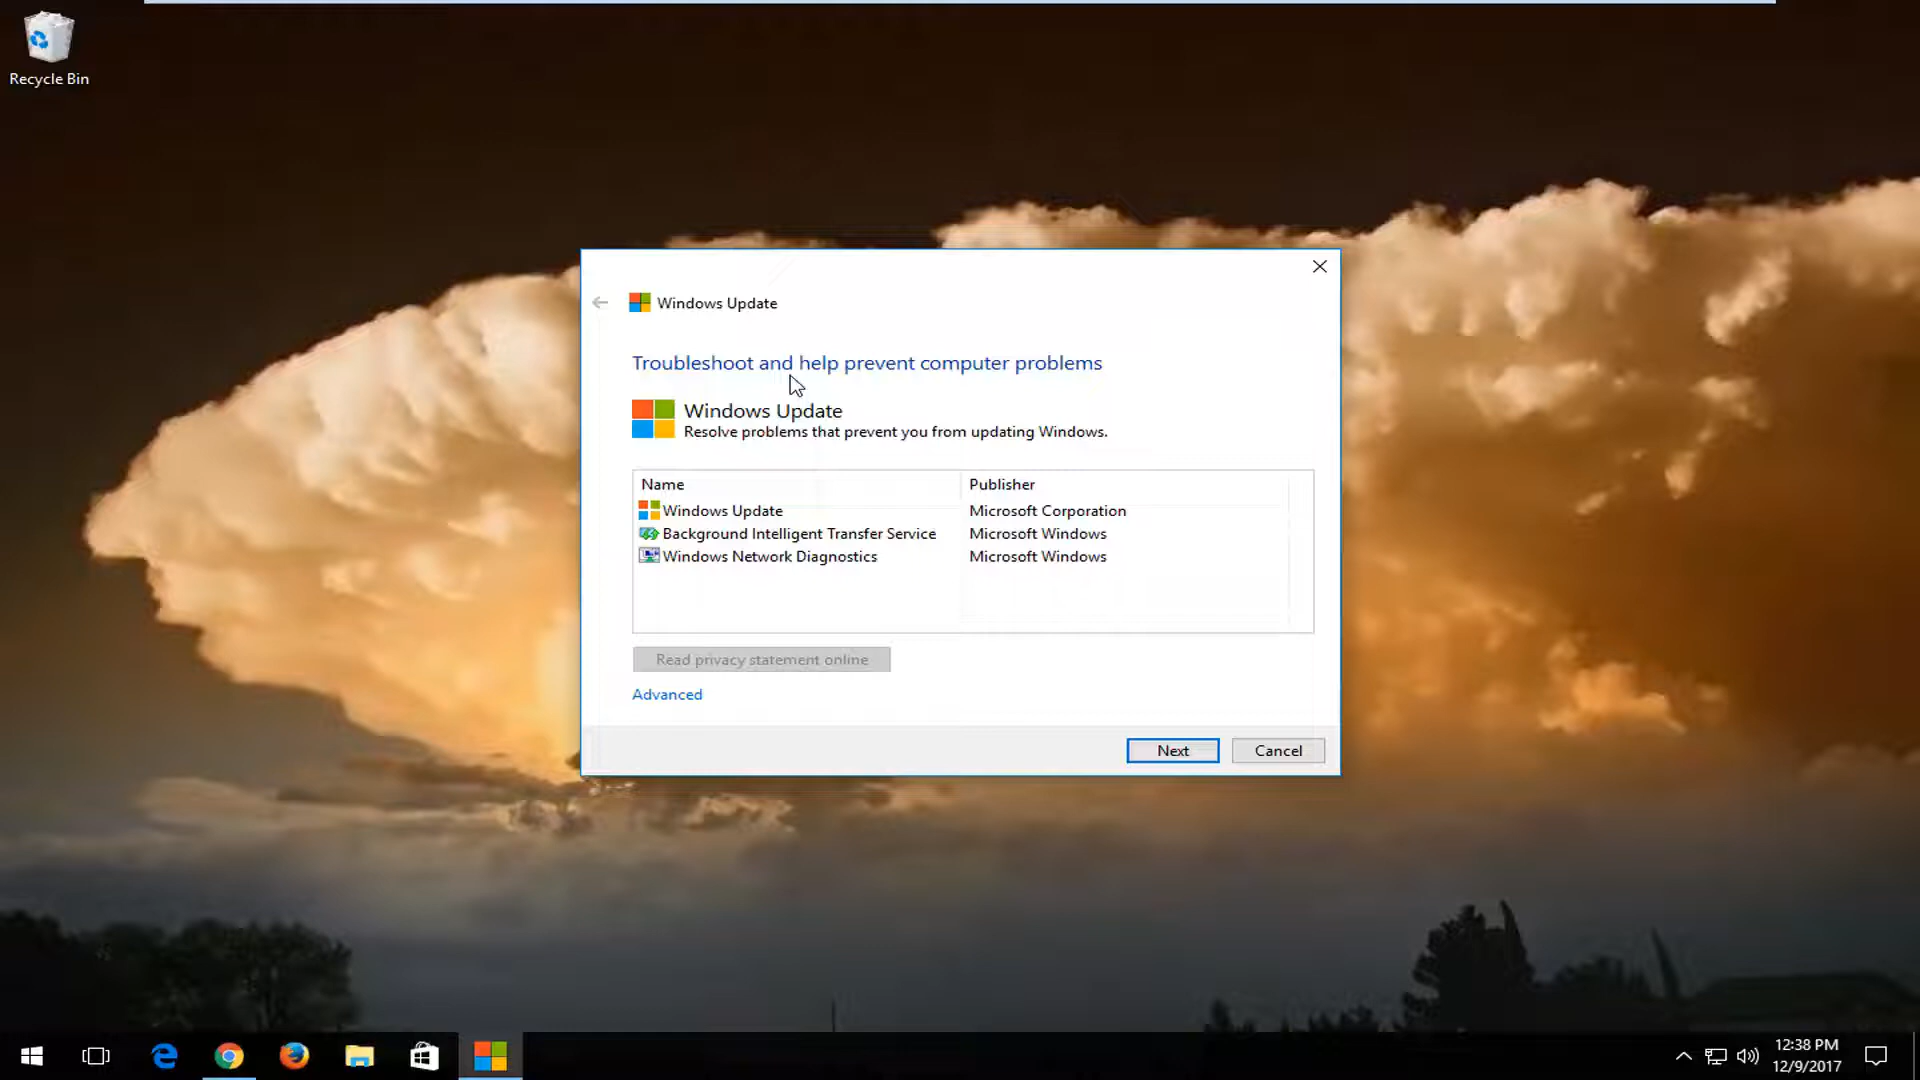 Recycle Bin
Windows Update
Troubleshoot and help prevent computer problems
Windows Update
Resolve problems that prevent you from updating Windows.
Name Publisher
Windows Update Microsoft Corporation
Background Intelligent Transfer Service Microsoft Windows
Windows Network Diagnostics Microsoft Windows
Read privacy statement online
Advanced
Next Cancel
12:38 PM
12/9/2017